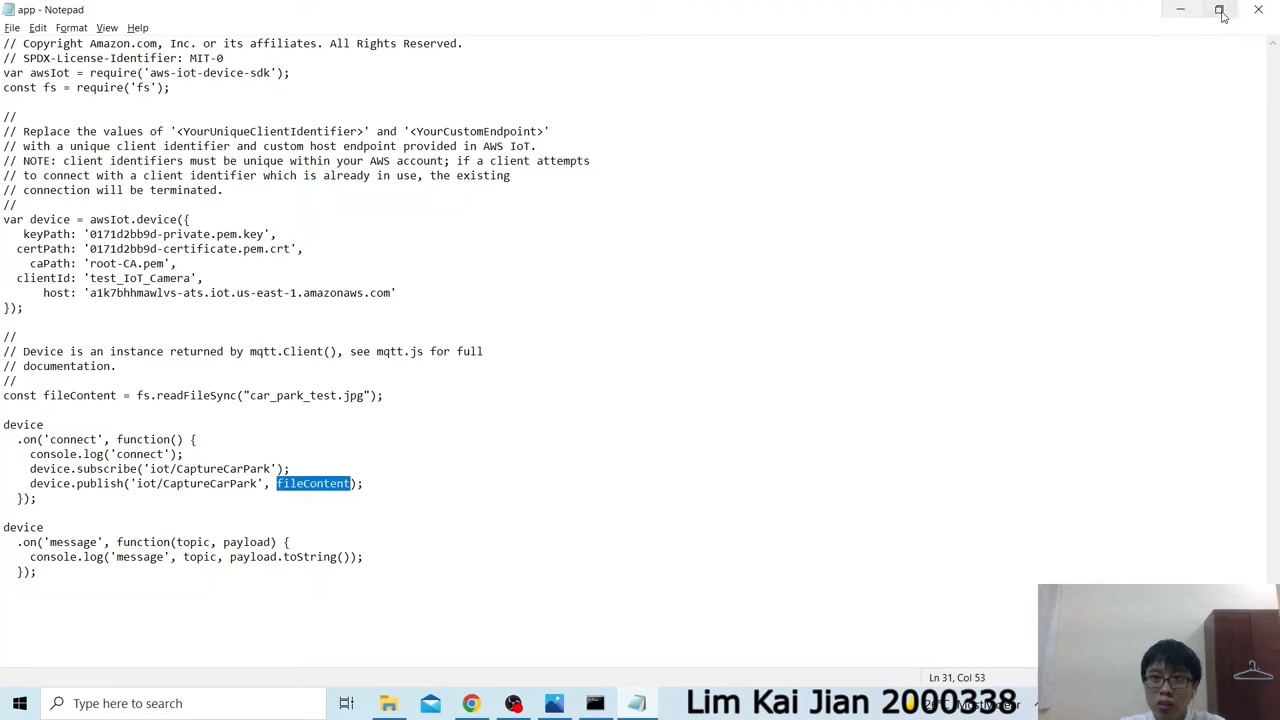 app - Notepad
File Edit Format View Help
// Copyright Amazon.com, Inc. or its affiliates. All Rights Reserved.
// SPDX-License-Identifier: MIT-0
var awsIot = require('aws-iot-device-sdk');
const fs = require('fs');
//
// Replace the values of '<YourUniqueClientIdentifier>' and '<YourCustomEndpoint>'
// with a unique client identifier and custom host endpoint provided in AWS IoT.
// NOTE: client identifiers must be unique within your AWS account; if a client attempts
// to connect with a client identifier which is already in use, the existing
// connection will be terminated.
//
var device = awsIot.device({
keyPath: '0171d2bb9d-private.pem.key',
certPath: '0171d2bb9d-certificate.pem.crt',
caPath: 'root-CA.pem',
clientId: 'test_IoT_Camera',
host: 'a1k7bhhmawlvs-ats.iot.us-east-1.amazonaws.com'
});
//
// Device is an instance returned by mqtt.Client(), see mqtt.js for full
// documentation.
//
const fileContent = fs.readFileSync("car_park_test.jpg");
device
.on('connect', function() {
console.log('connect');
device.subscribe('iot/CaptureCarPark');
device.publish('iot/CaptureCarPark', fileContent);
});
device
.on('message', function(topic, payload) {
console.log('message', topic, payload.toString());
});
Ln 31, Col 53
Type here to search
Lim Kai Jian 2000338